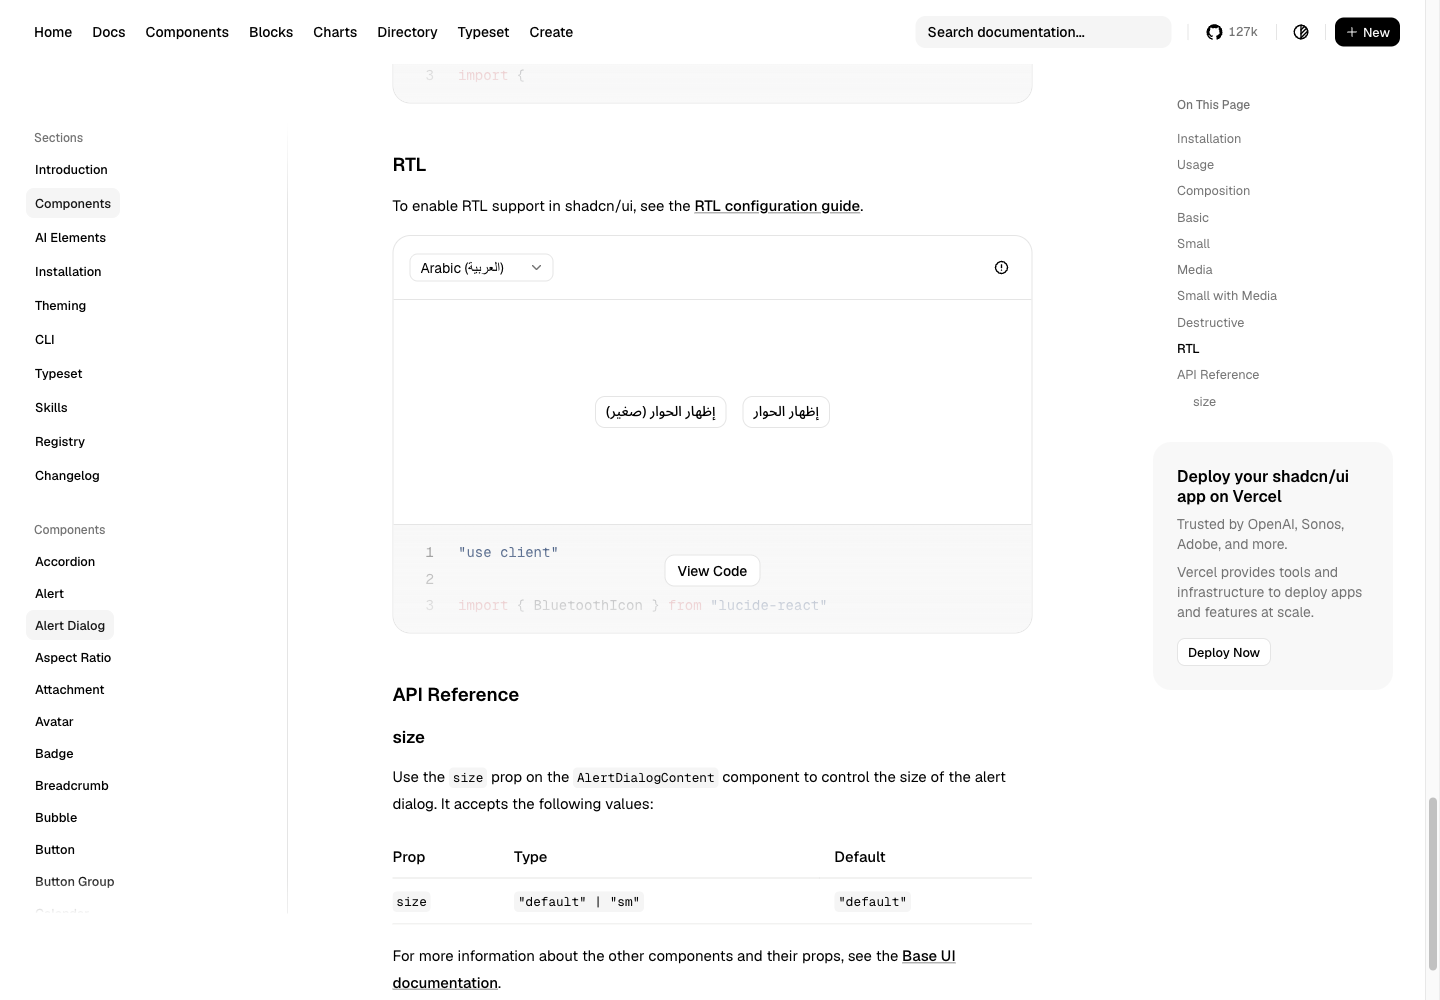 Home Docs Components Blocks Charts Directory Typeset Create Search documentation... 127k New
Sections
Introduction
Components
AI Elements
Installation
Theming
CLI
Typeset
Skills
Registry
Changelog
Components
Accordion
Alert
Alert Dialog
Aspect Ratio
Attachment
Avatar
Badge
Breadcrumb
Bubble
Button
Button Group
Calendar
3 import {
RTL
To enable RTL support in shadcn/ui, see the RTL configuration guide.
Arabic (العربية)
إظهار الحوار
إظهار الحوار (صغير)
1 "use client"
2
View Code
3 import { BluetoothIcon } from "lucide-react"
API Reference
size
Use the size prop on the AlertDialogContent component to control the size of the alert
dialog. It accepts the following values:
Prop Type Default
size "default" | "sm" "default"
For more information about the other components and their props, see the Base UI
documentation.
On This Page
Installation
Usage
Composition
Basic
Small
Media
Small with Media
Destructive
RTL
API Reference
size
Deploy your shadcn/ui
app on Vercel
Trusted by OpenAI, Sonos,
Adobe, and more.
Vercel provides tools and
infrastructure to deploy apps
and features at scale.
Deploy Now